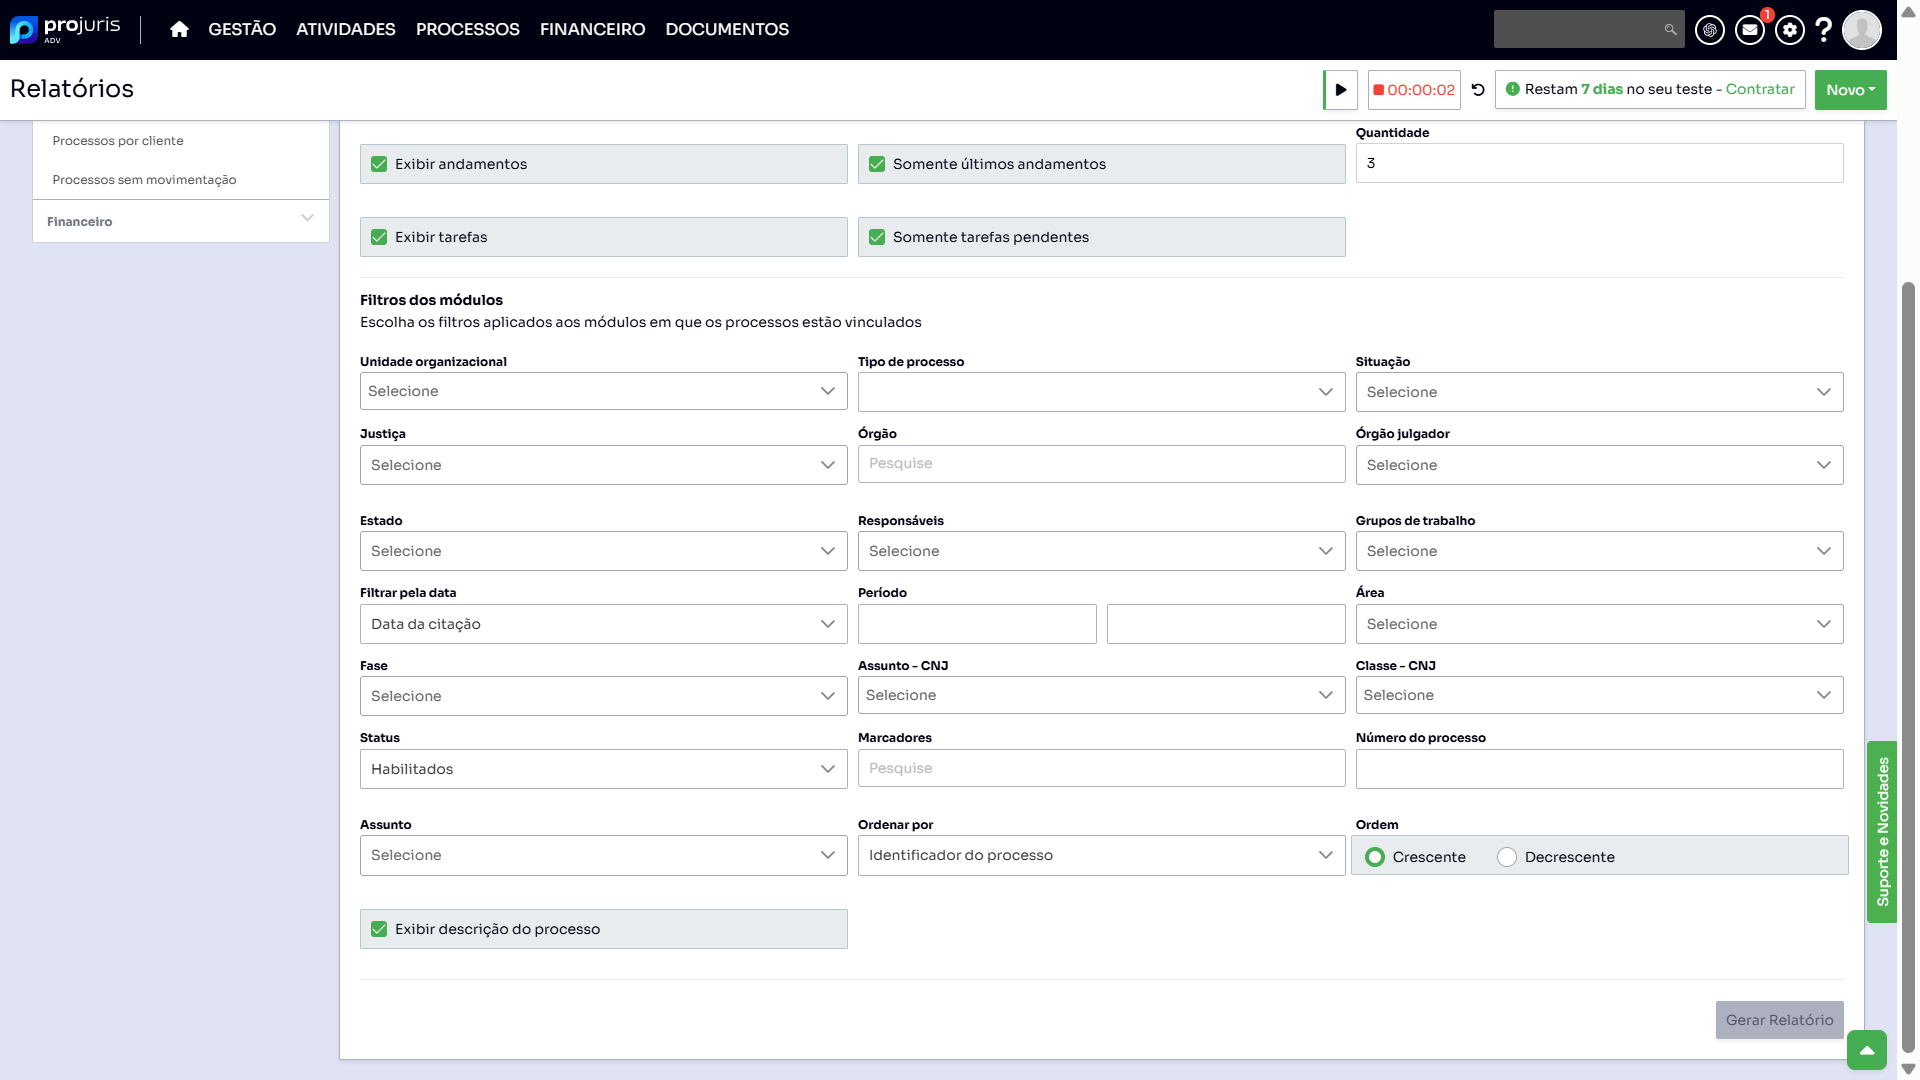 projuris
ADV
GESTÃO
ATIVIDADES
PROCESSOS
FINANCEIRO
DOCUMENTOS
1
Relatórios
00:00:02
Restam 7 dias no seu teste - Contratar
Novo
Processos por cliente
Processos sem movimentação
Financeiro
Exibir andamentos
Somente últimos andamentos
Quantidade
3
Exibir tarefas
Somente tarefas pendentes
Filtros dos módulos
Escolha os filtros aplicados aos módulos em que os processos estão vinculados
Unidade organizacional
Selecione
Tipo de processo
Situação
Selecione
Justiça
Selecione
Órgão
Pesquise
Órgão julgador
Selecione
Estado
Selecione
Responsáveis
Selecione
Grupos de trabalho
Selecione
Filtrar pela data
Data da citação
Período
Área
Selecione
Fase
Selecione
Assunto - CNJ
Selecione
Classe - CNJ
Selecione
Status
Habilitados
Marcadores
Pesquise
Número do processo
Assunto
Selecione
Ordenar por
Identificador do processo
Ordem
Crescente
Decrescente
Exibir descrição do processo
Gerar Relatório
Suporte e Novidades